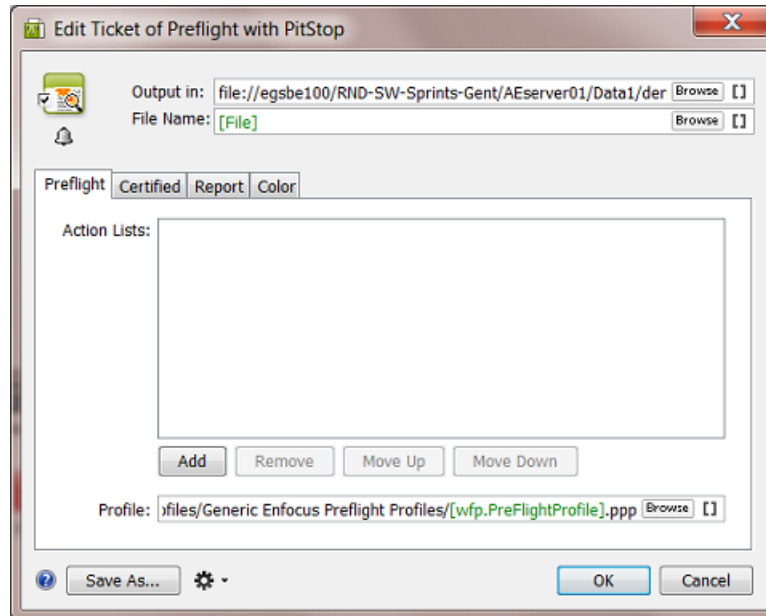 Edit Ticket of Preflight with PitStop
Output in: file://egsbe100/RND-SW-Sprints-Gent/AEserver01/Data1/der Browse []
File Name: [File] Browse []
Preflight Certified Report Color
Action Lists:
Add Remove Move Up Move Down
Profile: ofiles/Generic Enfocus Preflight Profiles/[wfp.PreFlightProfile].ppp Browse []
? Save As... OK Cancel